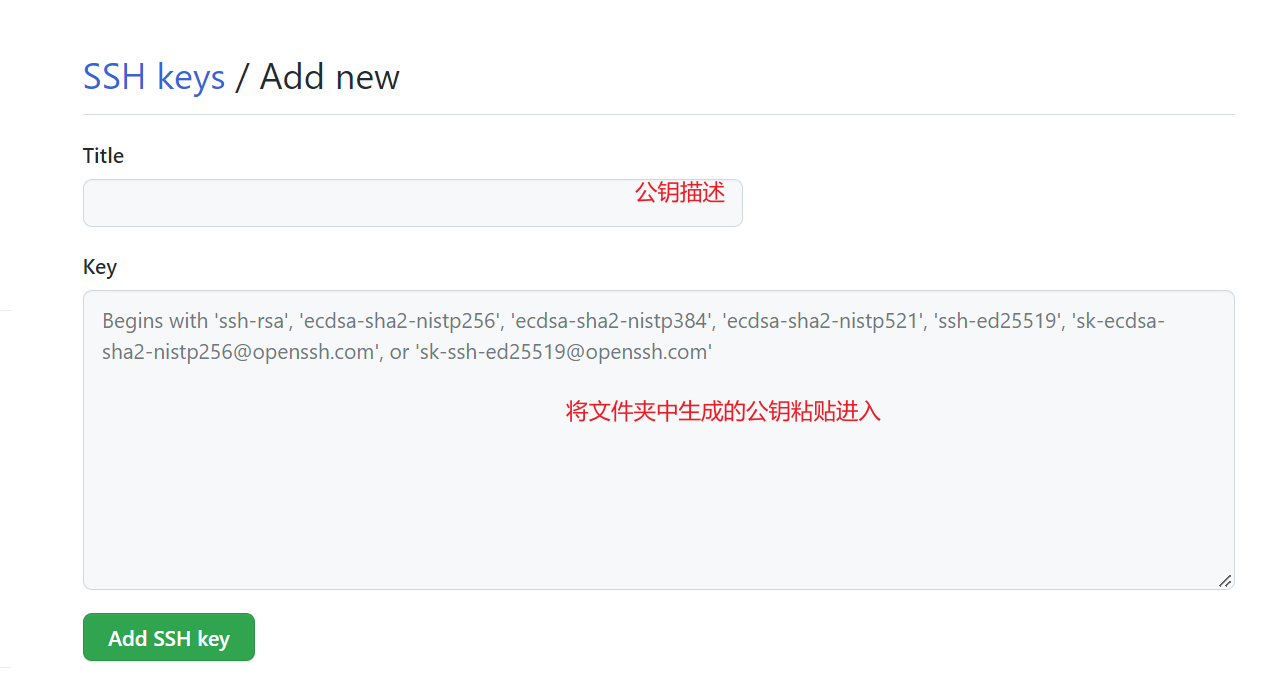 SSH keys / Add new
Title
公钥描述
Key
Begins with 'ssh-rsa', 'ecdsa-sha2-nistp256', 'ecdsa-sha2-nistp384', 'ecdsa-sha2-nistp521', 'ssh-ed25519', 'sk-ecdsa-
sha2-nistp256@openssh.com', or 'sk-ssh-ed25519@openssh.com'
将文件夹中生成的公钥粘贴进入
Add SSH key